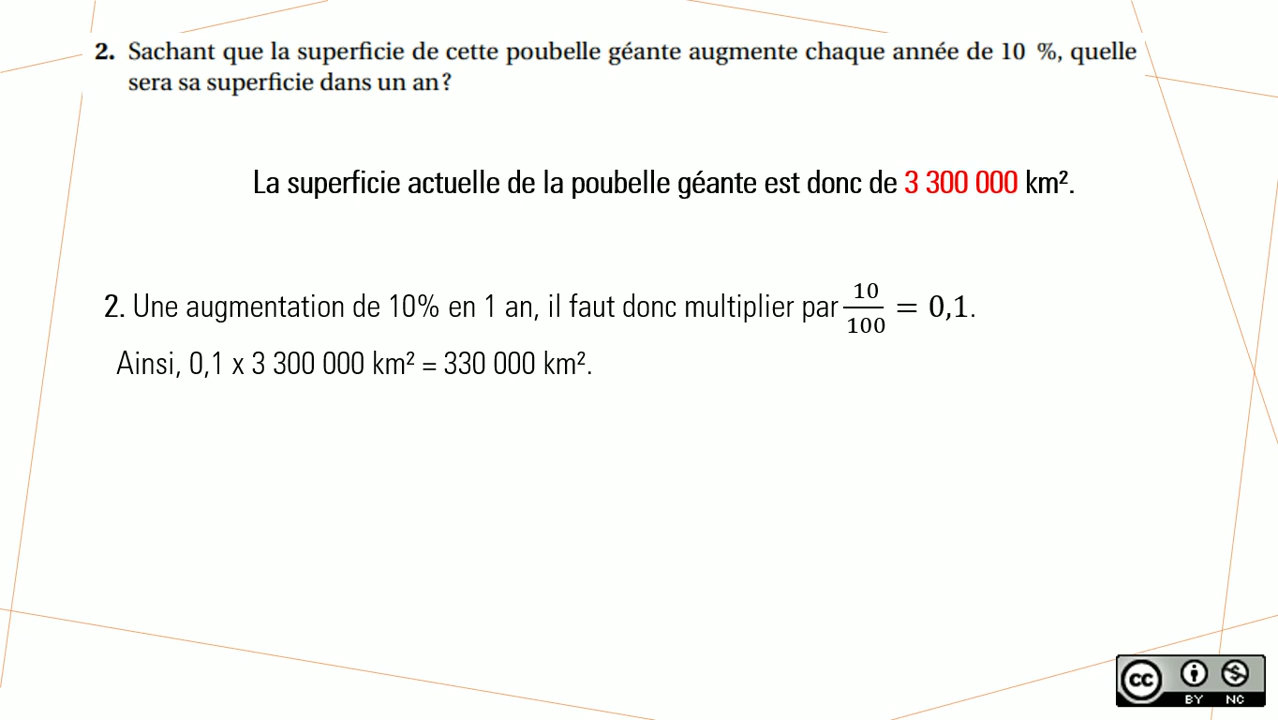 2. Sachant que la superficie de cette poubelle géante augmente chaque année de 10 %, quelle
sera sa superficie dans un an ?
La superficie actuelle de la poubelle géante est donc de 3 300 000 km².
2. Une augmentation de 10% en 1 an, il faut donc multiplier par 10/100 = 0,1.
Ainsi, 0,1 x 3 300 000 km² = 330 000 km².
cc BY NC